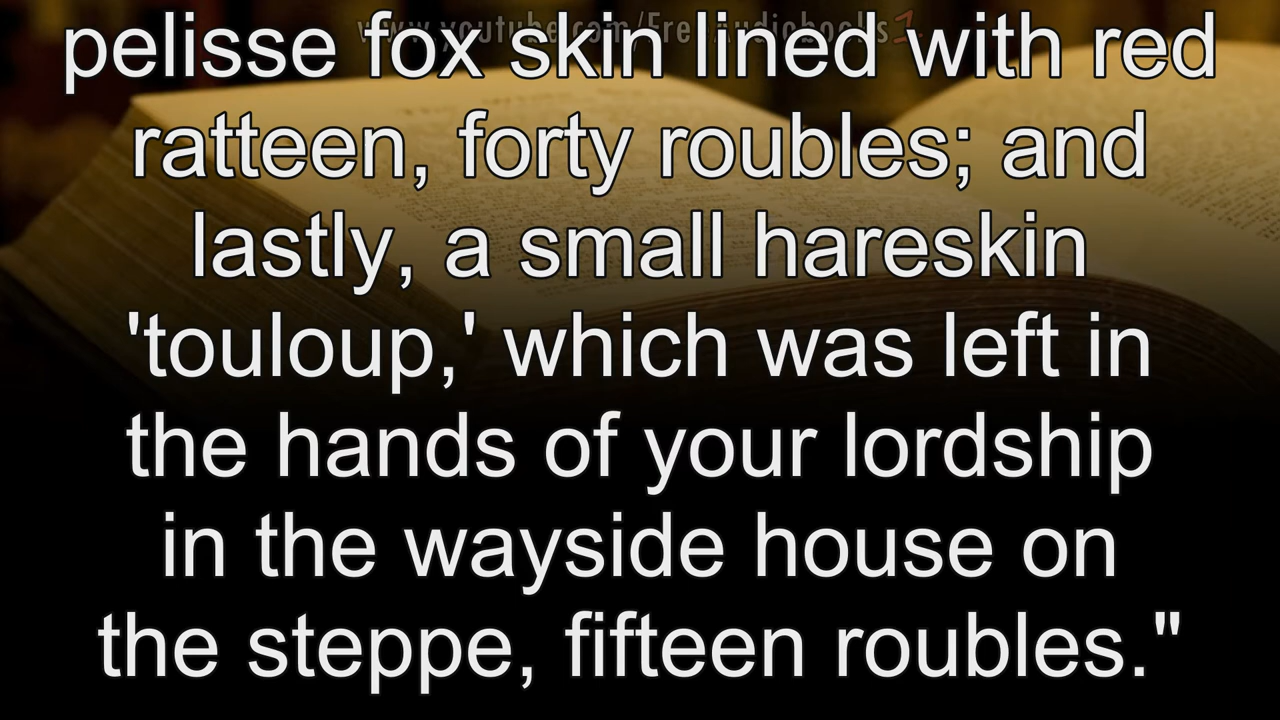 www.youtube.com/FreeAudiobooks1
pelisse fox skin lined with red
ratteen, forty roubles; and
lastly, a small hareskin
'touloup,' which was left in
the hands of your lordship
in the wayside house on
the steppe, fifteen roubles."